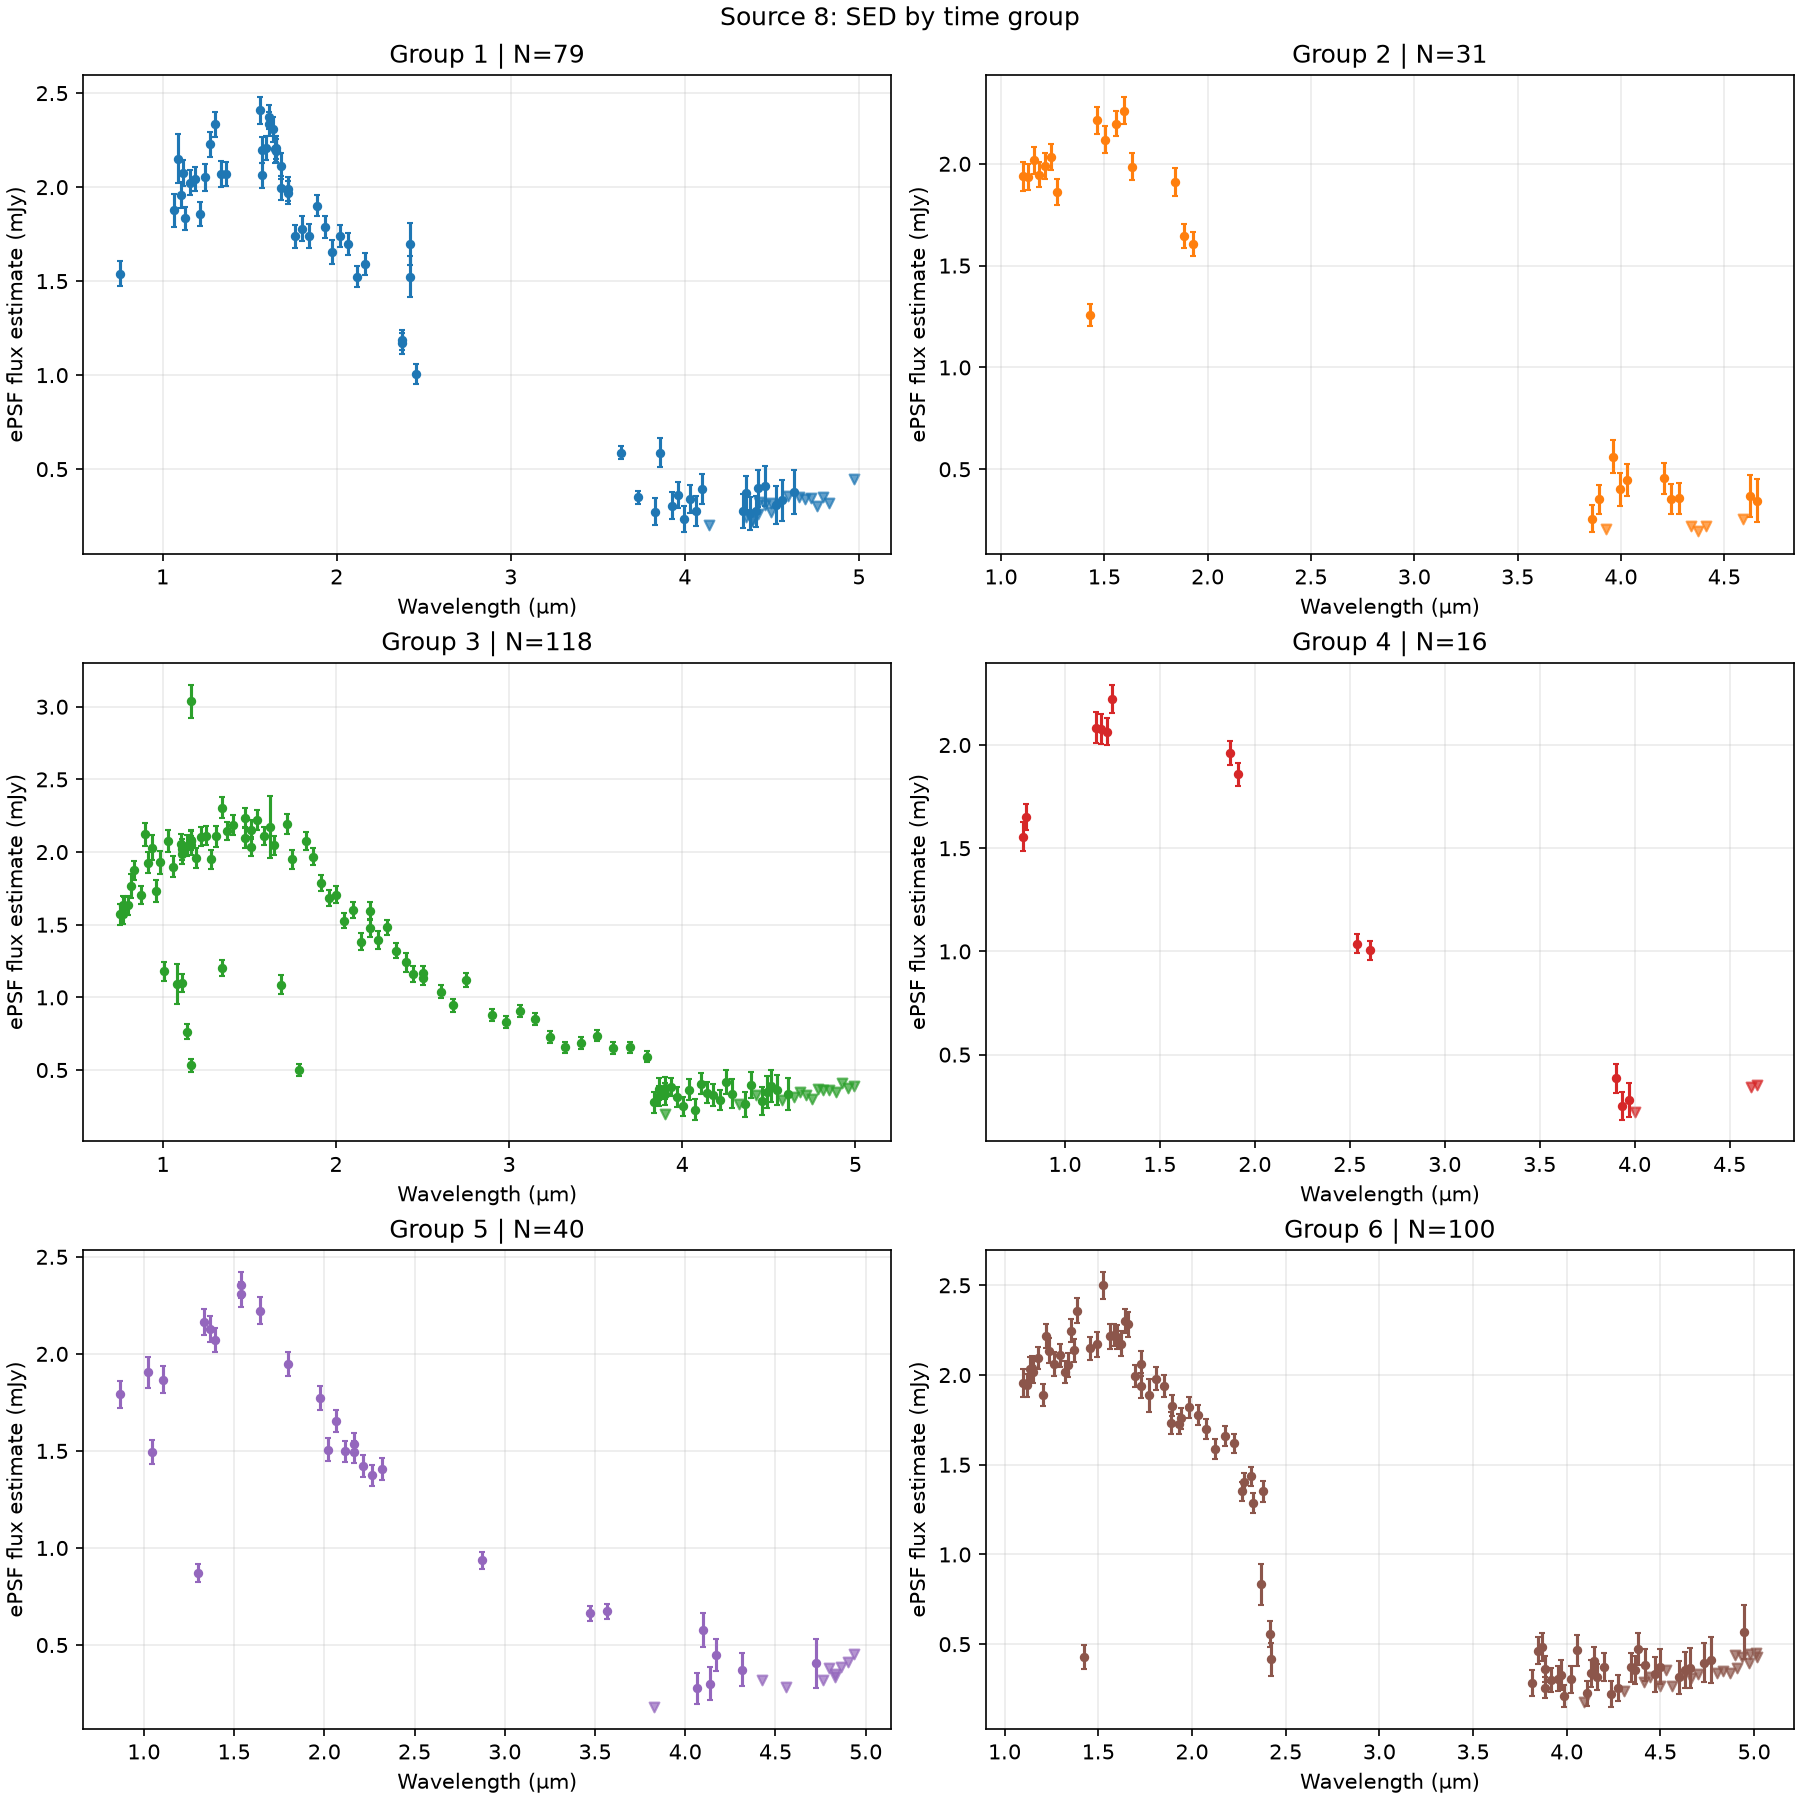 Source 8: SED by time group
Group 1 | N=79
2.5
2.0
1.5
1.0
0.5
ePSF flux estimate (mJy)
1 2 3 4 5
Wavelength (μm)
Group 2 | N=31
2.0
1.5
1.0
0.5
ePSF flux estimate (mJy)
1.0 1.5 2.0 2.5 3.0 3.5 4.0 4.5
Wavelength (μm)
Group 3 | N=118
3.0
2.5
2.0
1.5
1.0
0.5
ePSF flux estimate (mJy)
1 2 3 4 5
Wavelength (μm)
Group 4 | N=16
2.0
1.5
1.0
0.5
ePSF flux estimate (mJy)
1.0 1.5 2.0 2.5 3.0 3.5 4.0 4.5
Wavelength (μm)
Group 5 | N=40
2.5
2.0
1.5
1.0
0.5
ePSF flux estimate (mJy)
1.0 1.5 2.0 2.5 3.0 3.5 4.0 4.5 5.0
Wavelength (μm)
Group 6 | N=100
2.5
2.0
1.5
1.0
0.5
ePSF flux estimate (mJy)
1.0 1.5 2.0 2.5 3.0 3.5 4.0 4.5 5.0
Wavelength (μm)